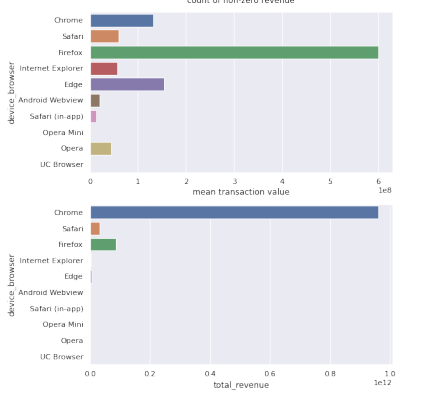 count of non-zero revenue
Chrome
Safari
Firefox
Internet Explorer
Edge
Android Webview
Safari (in-app)
Opera Mini
Opera
UC Browser
device_browser
0 1 2 3 4 5 6
1e8
mean transaction value
Chrome
Safari
Firefox
Internet Explorer
Edge
Android Webview
Safari (in-app)
Opera Mini
Opera
UC Browser
device_browser
0.0 0.2 0.4 0.6 0.8 1.0
1e12
total_revenue